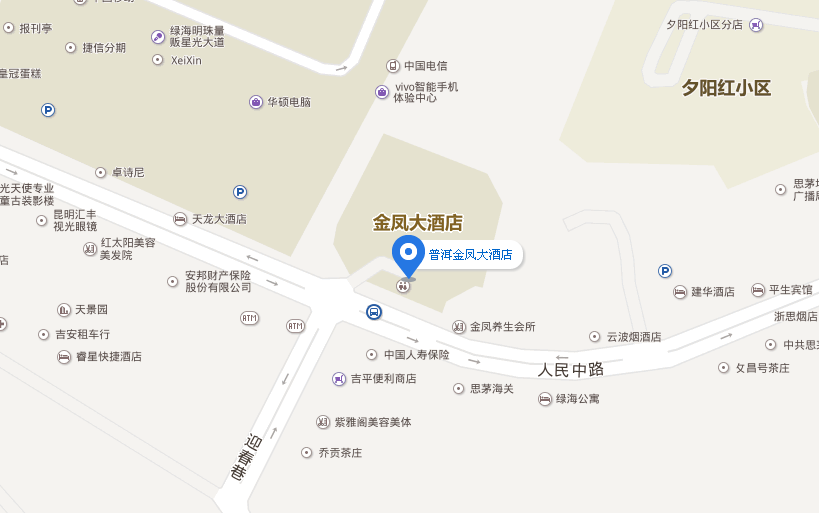 中国移动
报刊亭
捷信分期
绿海明珠量
贩星光大道
XeiXin
皇冠蛋糕
P
华硕电脑
中国电信
vivo智能手机
体验中心
夕阳红小区分店
夕阳红小区
卓诗尼
P
光天使专业
童古装影楼
昆明汇丰
视光眼镜
天龙大酒店
红太阳美容
美发院
店
安邦财产保险
股份有限公司
金凤大酒店
普洱金凤大酒店
思茅
广播
P
建华酒店
平生宾馆
浙思烟店
天景园
吉安租车行
睿星快捷酒店
ATM
ATM
金凤养生会所
云波烟酒店
中共思
中国人寿保险
人民中路
吉平便利商店
思茅海关
攵昌号茶庄
绿海公寓
紫雅阁美容美体
乔贡茶庄
迎春巷